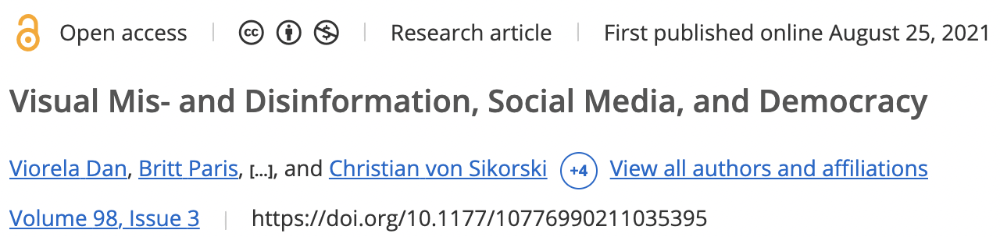 Open access | cc | Research article | First published online August 25, 2021
Visual Mis- and Disinformation, Social Media, and Democracy
Viorela Dan, Britt Paris, [...], and Christian von Sikorski +4 View all authors and affiliations
Volume 98, Issue 3 | https://doi.org/10.1177/10776990211035395